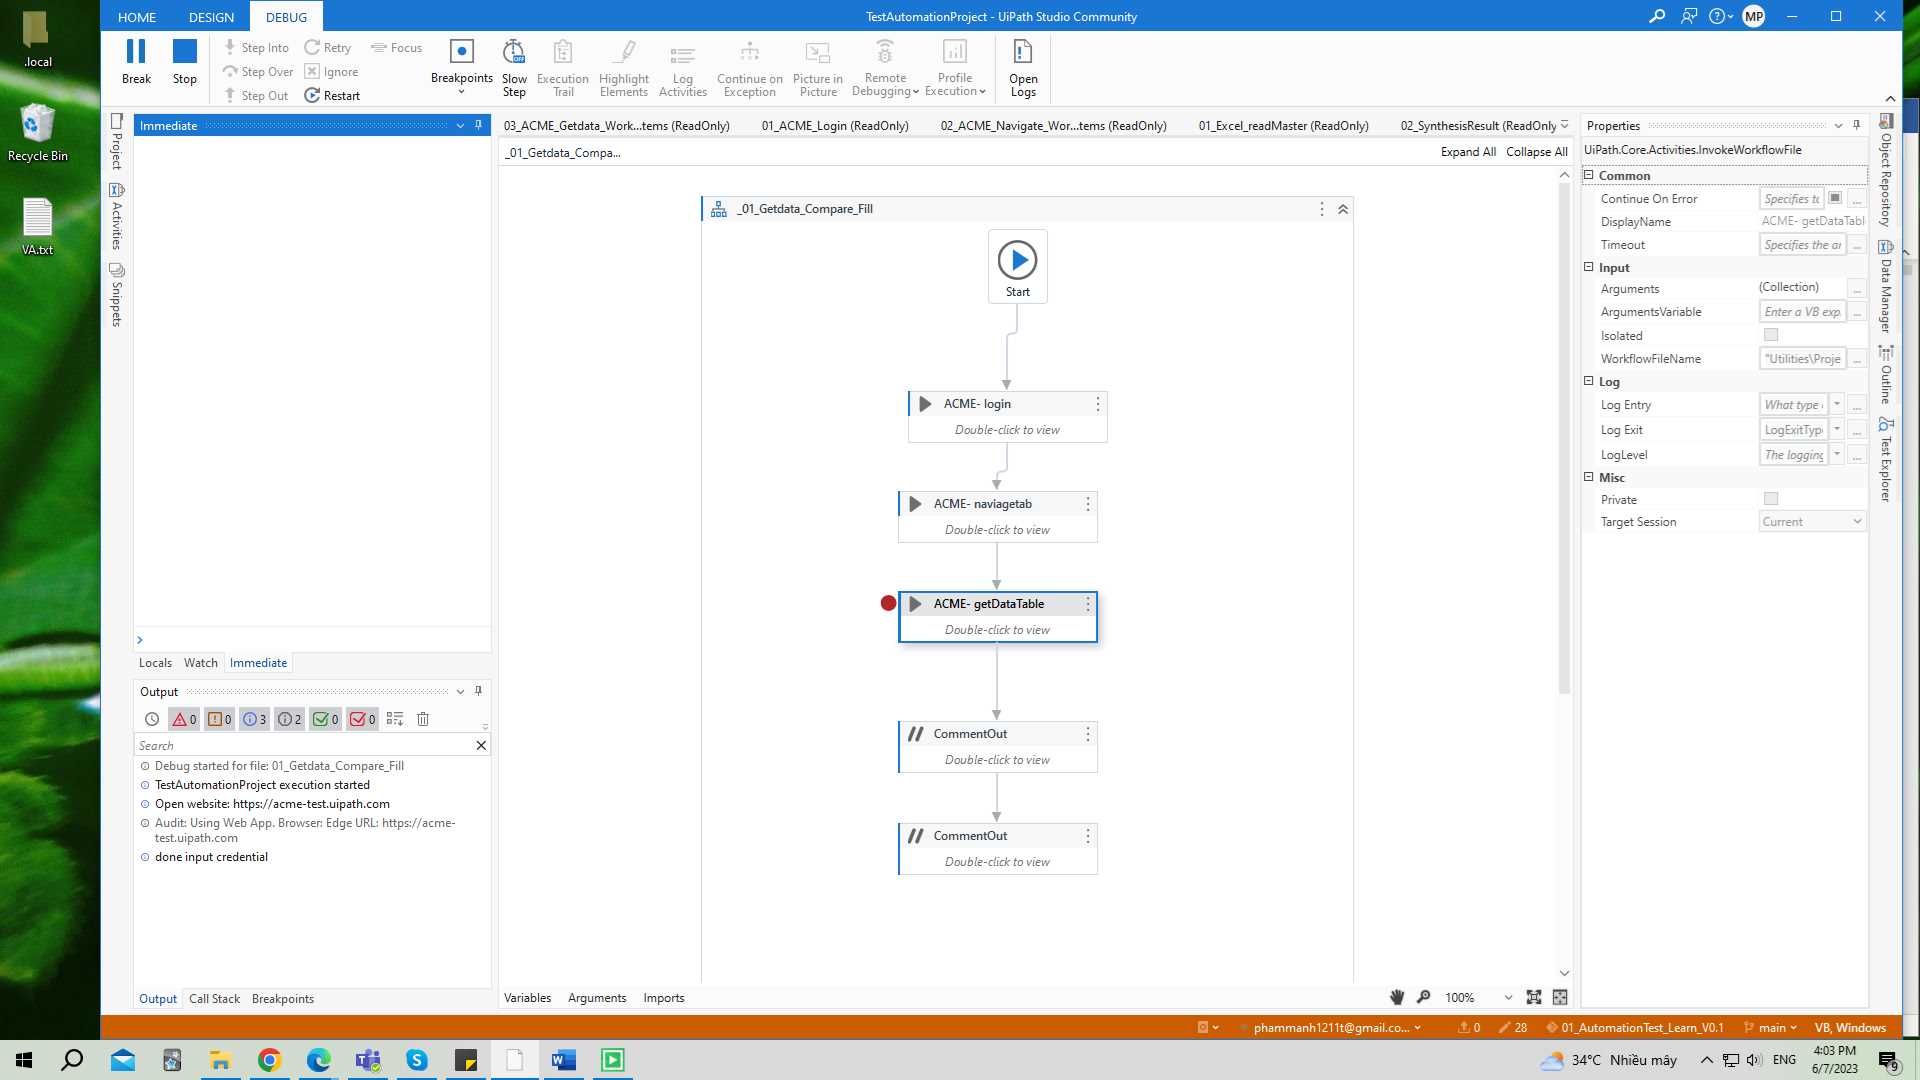 .local
Recycle Bin
VA.txt
HOME
DESIGN
DEBUG
TestAutomationProject - UiPath Studio Community
MP
Break
Stop
Step Into
Step Over
Step Out
Retry
Ignore
Restart
Focus
Breakpoints
Slow
Step
Execution
Trail
Highlight
Elements
Log
Activities
Continue on
Exception
Picture in
Picture
Remote
Debugging
Profile
Execution
Open
Logs
Project
Activities
Snippets
Immediate
Locals
Watch
Immediate
Output
0
0
3
2
0
0
Search
Debug started for file: 01_Getdata_Compare_Fill
TestAutomationProject execution started
Open website: https://acme-test.uipath.com
Audit: Using Web App. Browser: Edge URL: https://acme-
test.uipath.com
done input credential
Output
Call Stack
Breakpoints
03_ACME_Getdata_Work...tems (ReadOnly)
01_ACME_Login (ReadOnly)
02_ACME_Navigate_Wor...tems (ReadOnly)
01_Excel_readMaster (ReadOnly)
02_SynthesisResult (ReadOnly
_01_Getdata_Compa...
Expand All
Collapse All
_01_Getdata_Compare_Fill
Start
ACME- login
Double-click to view
ACME- naviagetab
Double-click to view
ACME- getDataTable
Double-click to view
CommentOut
Double-click to view
CommentOut
Double-click to view
Variables
Arguments
Imports
100%
Properties
UiPath.Core.Activities.InvokeWorkflowFile
Common
Continue On Error
Specifies to
DisplayName
ACME- getDataTabl
Timeout
Specifies the ar
Input
Arguments
(Collection)
ArgumentsVariable
Enter a VB exp.
Isolated
WorkflowFileName
"Utilities\Proje
Log
Log Entry
What type
Log Exit
LogExitTyp
LogLevel
The logging
Misc
Private
Target Session
Current
Object Repository
Data Manager
Outline
Test Explorer
phammanh1211t@gmail.co...
0
28
01_AutomationTest_Learn_V0.1
main
VB, Windows
34°C Nhiều mây
ENG
4:03 PM
6/7/2023
9